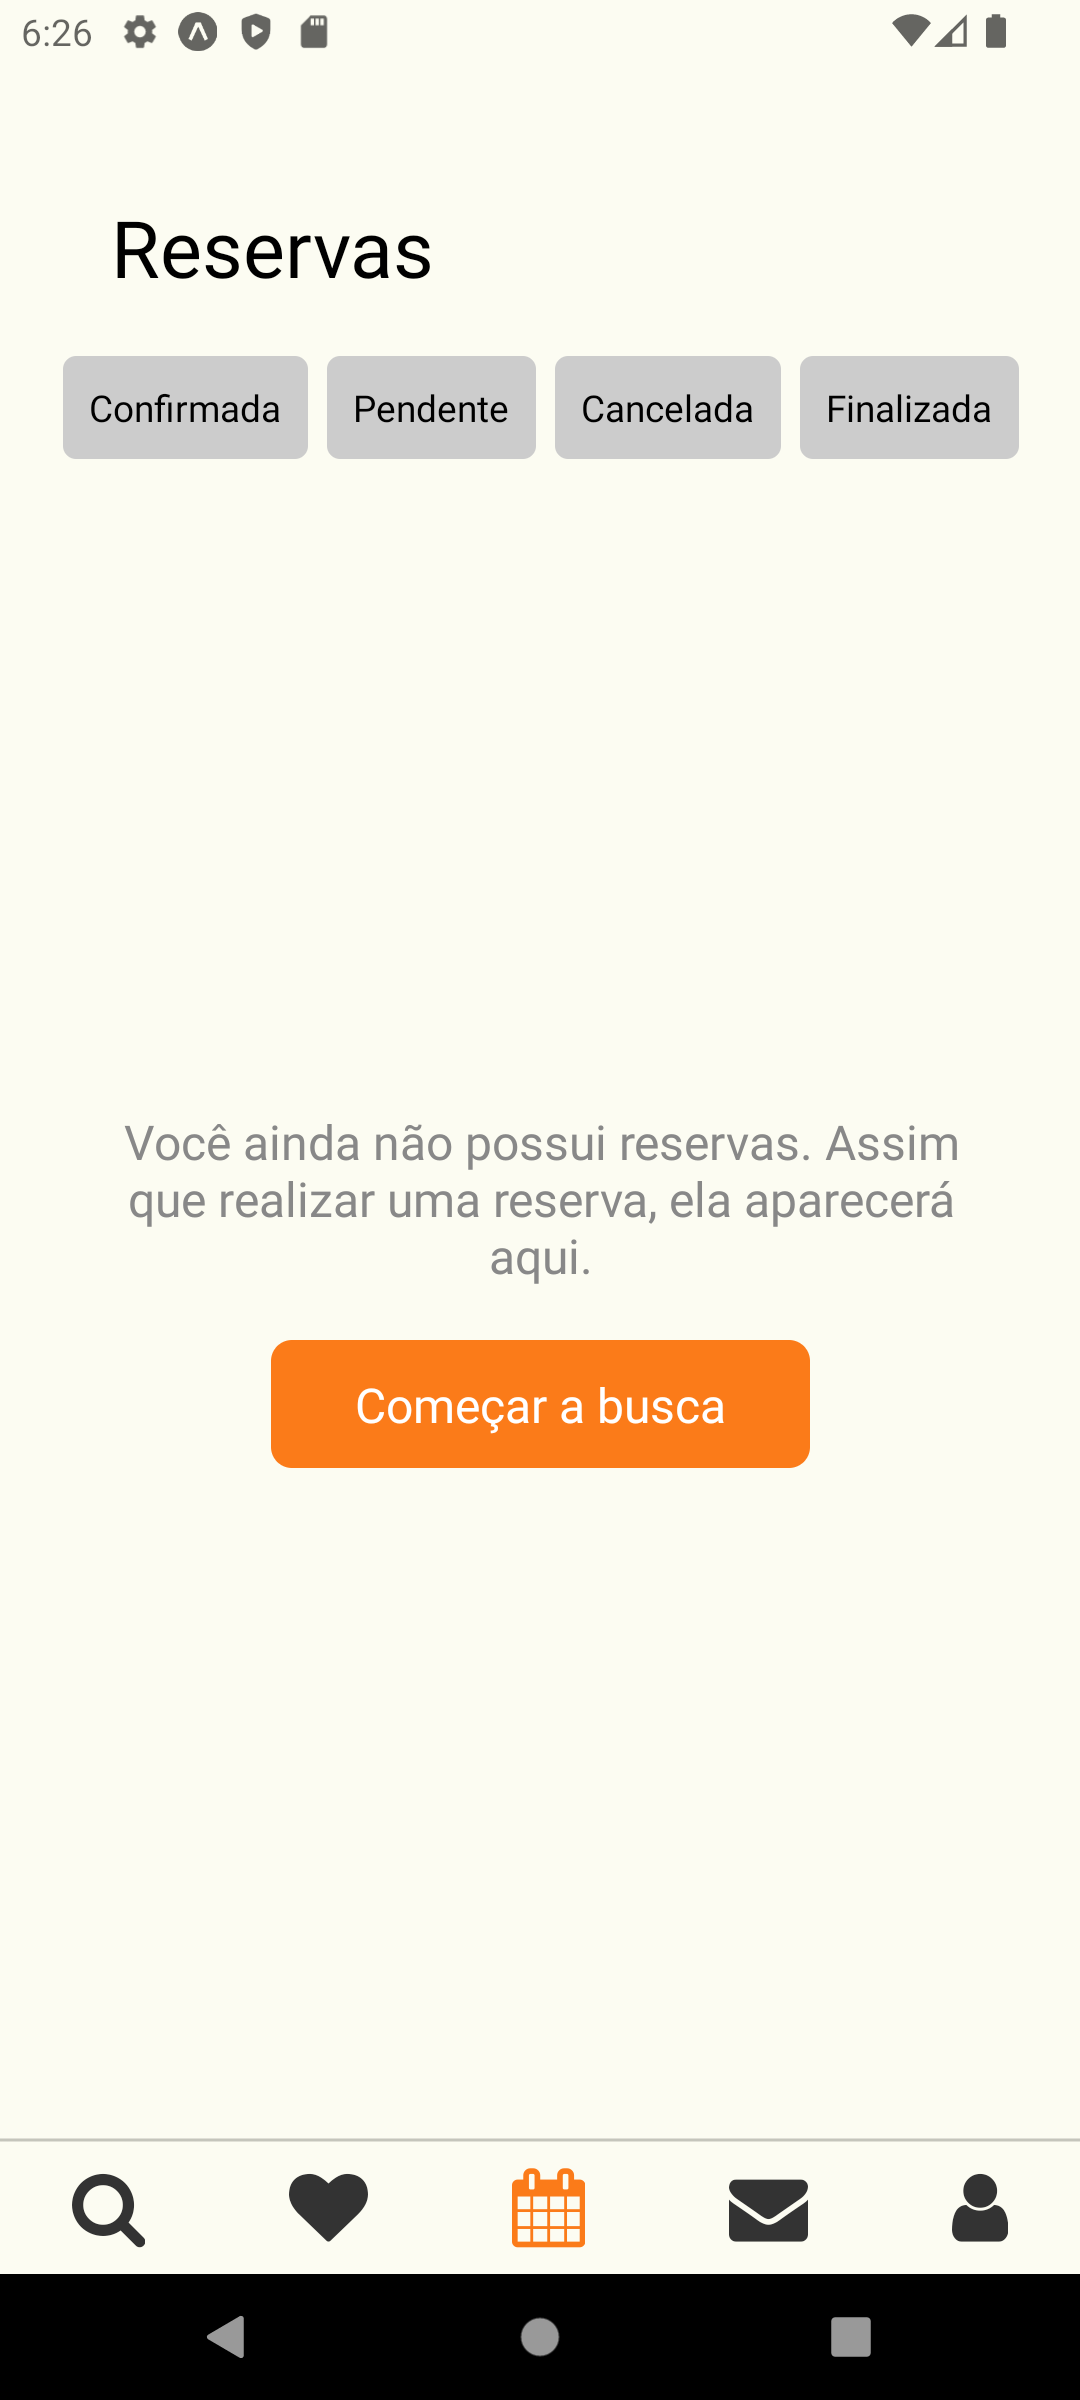 6:26
Reservas
Confirmada Pendente Cancelada Finalizada
Você ainda não possui reservas. Assim
que realizar uma reserva, ela aparecerá
aqui.
Começar a busca